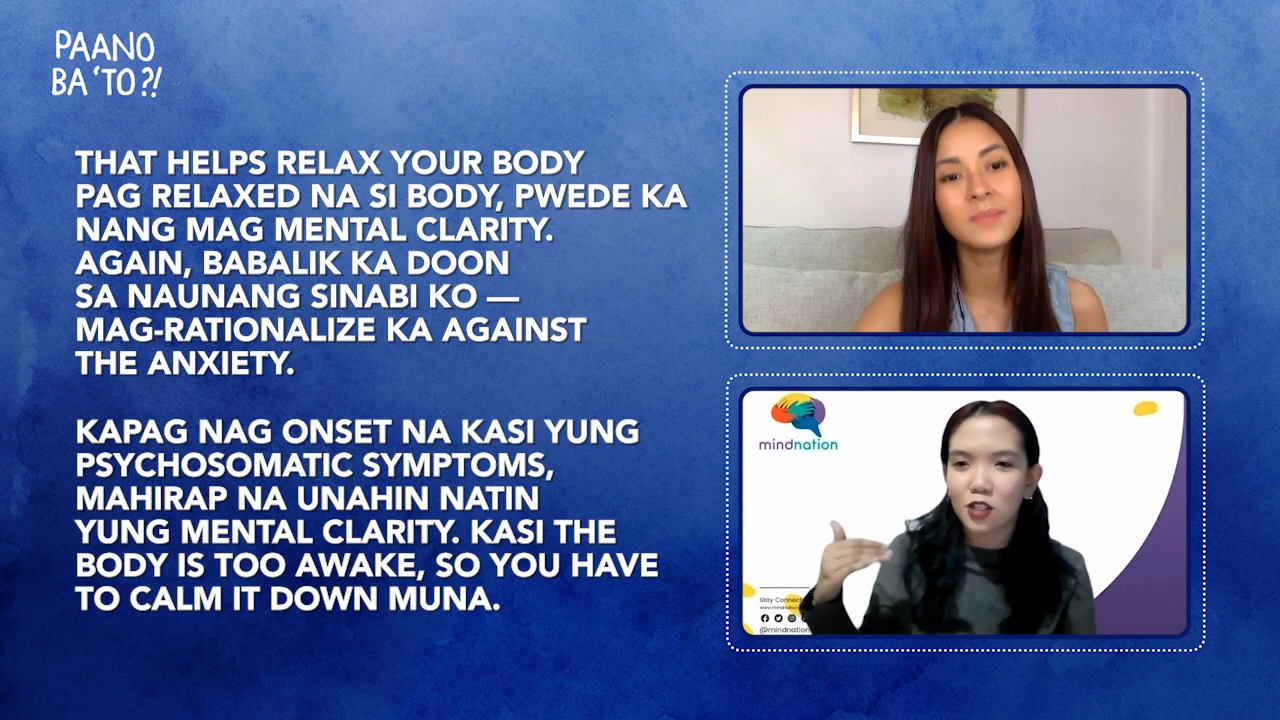 PAANO
BA 'TO?!
THAT HELPS RELAX YOUR BODY
PAG RELAXED NA SI BODY, PWEDE KA
NANG MAG MENTAL CLARITY.
AGAIN, BABALIK KA DOON
SA NAUNANG SINABI KO —
MAG-RATIONALIZE KA AGAINST
THE ANXIETY.
KAPAG NAG ONSET NA KASI YUNG
PSYCHOSOMATIC SYMPTOMS,
MAHIRAP NA UNAHIN NATIN
YUNG MENTAL CLARITY. KASI THE
BODY IS TOO AWAKE, SO YOU HAVE
TO CALM IT DOWN MUNA.
mindnation
Stay Connect
@mindnation